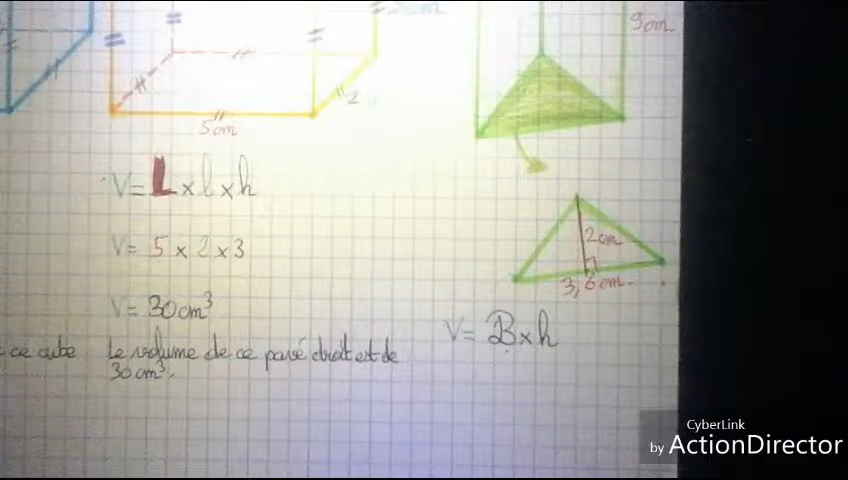 9cm
5cm
2
V= L x l x h
V= 5 x 2 x 3
V= 30cm³
ce cube
Le volume de ce pavé droit est de
30cm³.
2cm
3,6cm.
V= B x h
CyberLink
by ActionDirector